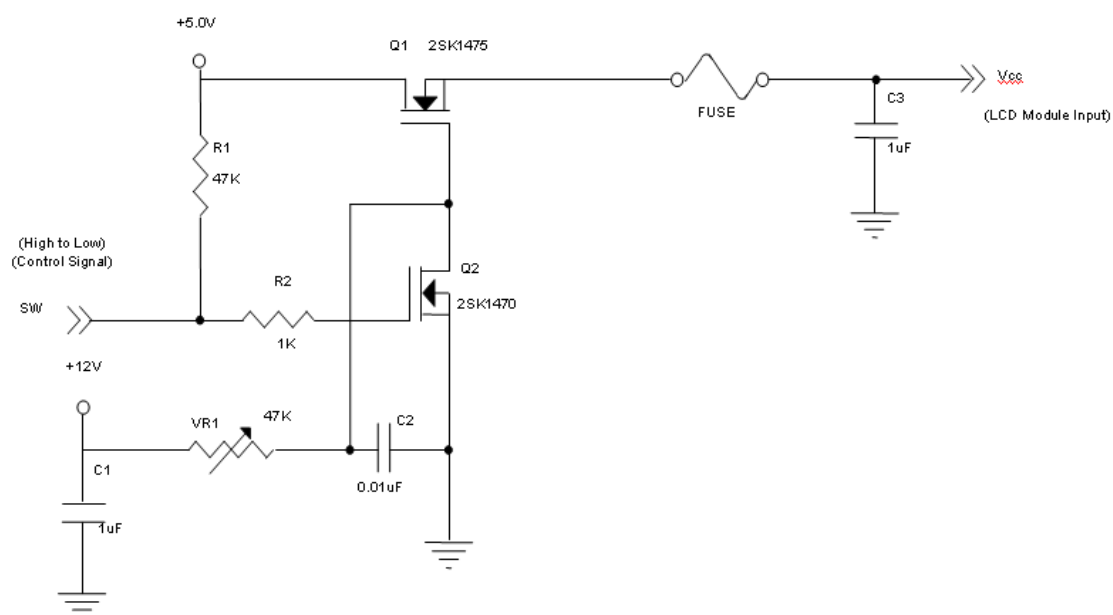 +5.0V
Q1 2SK1475
Vcc
C3
FUSE
(LCD Module Input)
R1
47K
1uF
(High to Low)
(Control Signal)
Q2
R2
SW
2SK1470
1K
+12V
47K
VR1
C2
C1
0.01uF
1uF